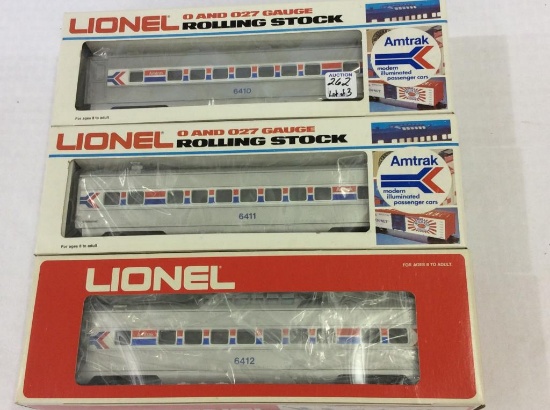 LIONEL O AND O27 GAUGE
ROLLING STOCK
AUCTION
262
Lot of 3
Amtrak
modern
illuminated
passenger cars
6410
For ages 8 to adult
LIONEL O AND O27 GAUGE
ROLLING STOCK
Amtrak
modern
illuminated
passenger cars
6411
For ages 8 to adult
LIONEL
FOR AGES 8 TO ADULT
6412